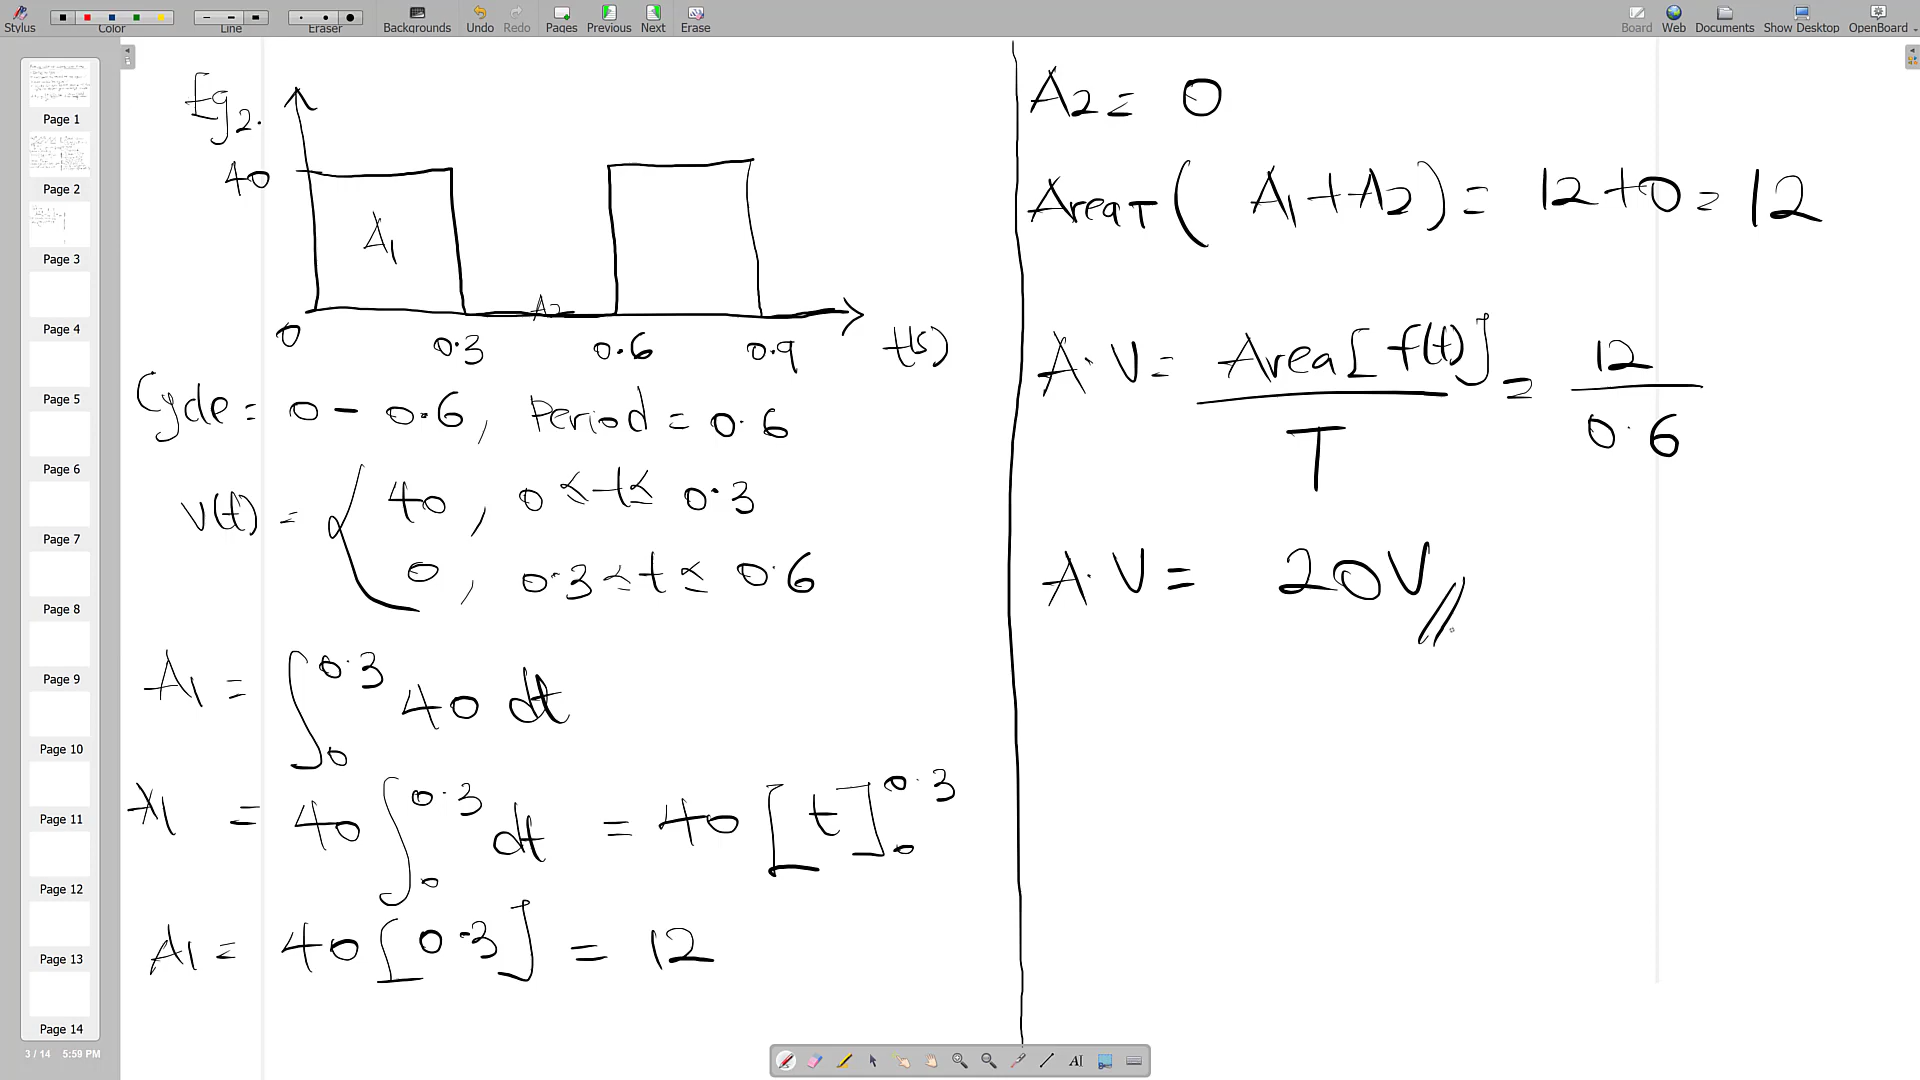 Stylus Color Line Eraser Backgrounds Undo Redo Pages Previous Next Erase Board Web Documents Show Desktop OpenBoard
Page 1
Page 2
Page 3
Page 4
Page 5
Page 6
Page 7
Page 8
Page 9
Page 10
Page 11
Page 12
Page 13
Page 14
3 / 14 5:59 PM
Eg2.
40
A1
A2
0 0.3 0.6 0.9 t(s)
Cycle = 0 - 0.6, Period = 0.6
v(t) = { 40, 0 ≤ t ≤ 0.3
0, 0.3 ≤ t ≤ 0.6
A1 = ∫₀^0.3 40 dt
A1 = 40 ∫₀^0.3 dt = 40 [t]₀^0.3
A1 = 40 [0.3] = 12
A2 = 0
AreaT (A1 + A2) = 12 + 0 = 12
A.V = Area[f(t)] / T = 12 / 0.6
A.V = 20V //
AI